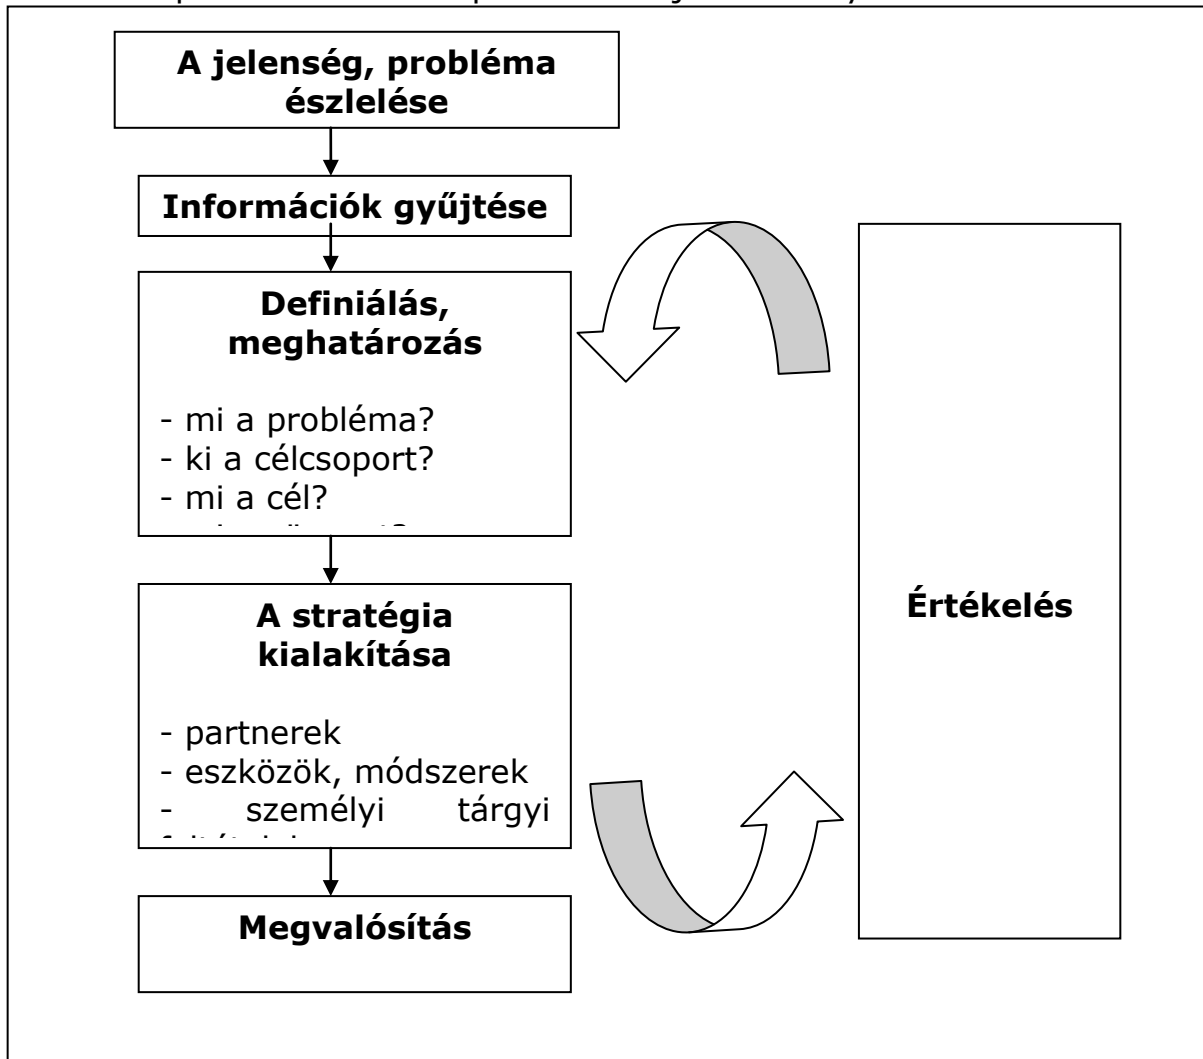 A jelenség, probléma
észlelése
Információk gyűjtése
Definiálás,
meghatározás
- mi a probléma?
- ki a célcsoport?
- mi a cél?
A stratégia
kialakítása
- partnerek
- eszközök, módszerek
- személyi tárgyi
Megvalósítás
Értékelés